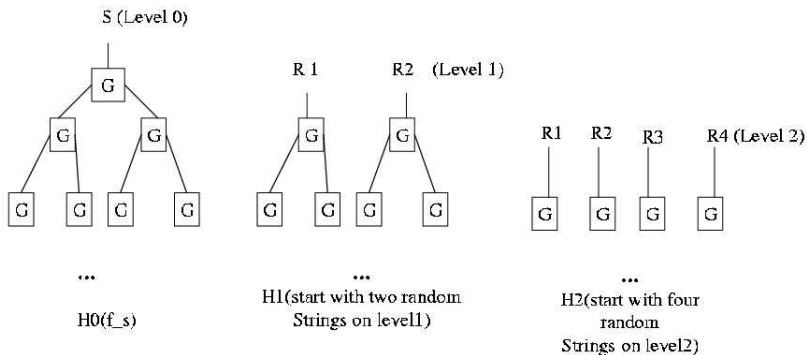 S (Level 0)
R 1 R2 (Level 1)
G
R1 R2 R3 R4 (Level 2)
G G G G
G G C G G G G G G G G G
... ... ...
H0(f_s)
H1(start with two random
Strings on level1)
H2(start with four
random
Strings on level2)